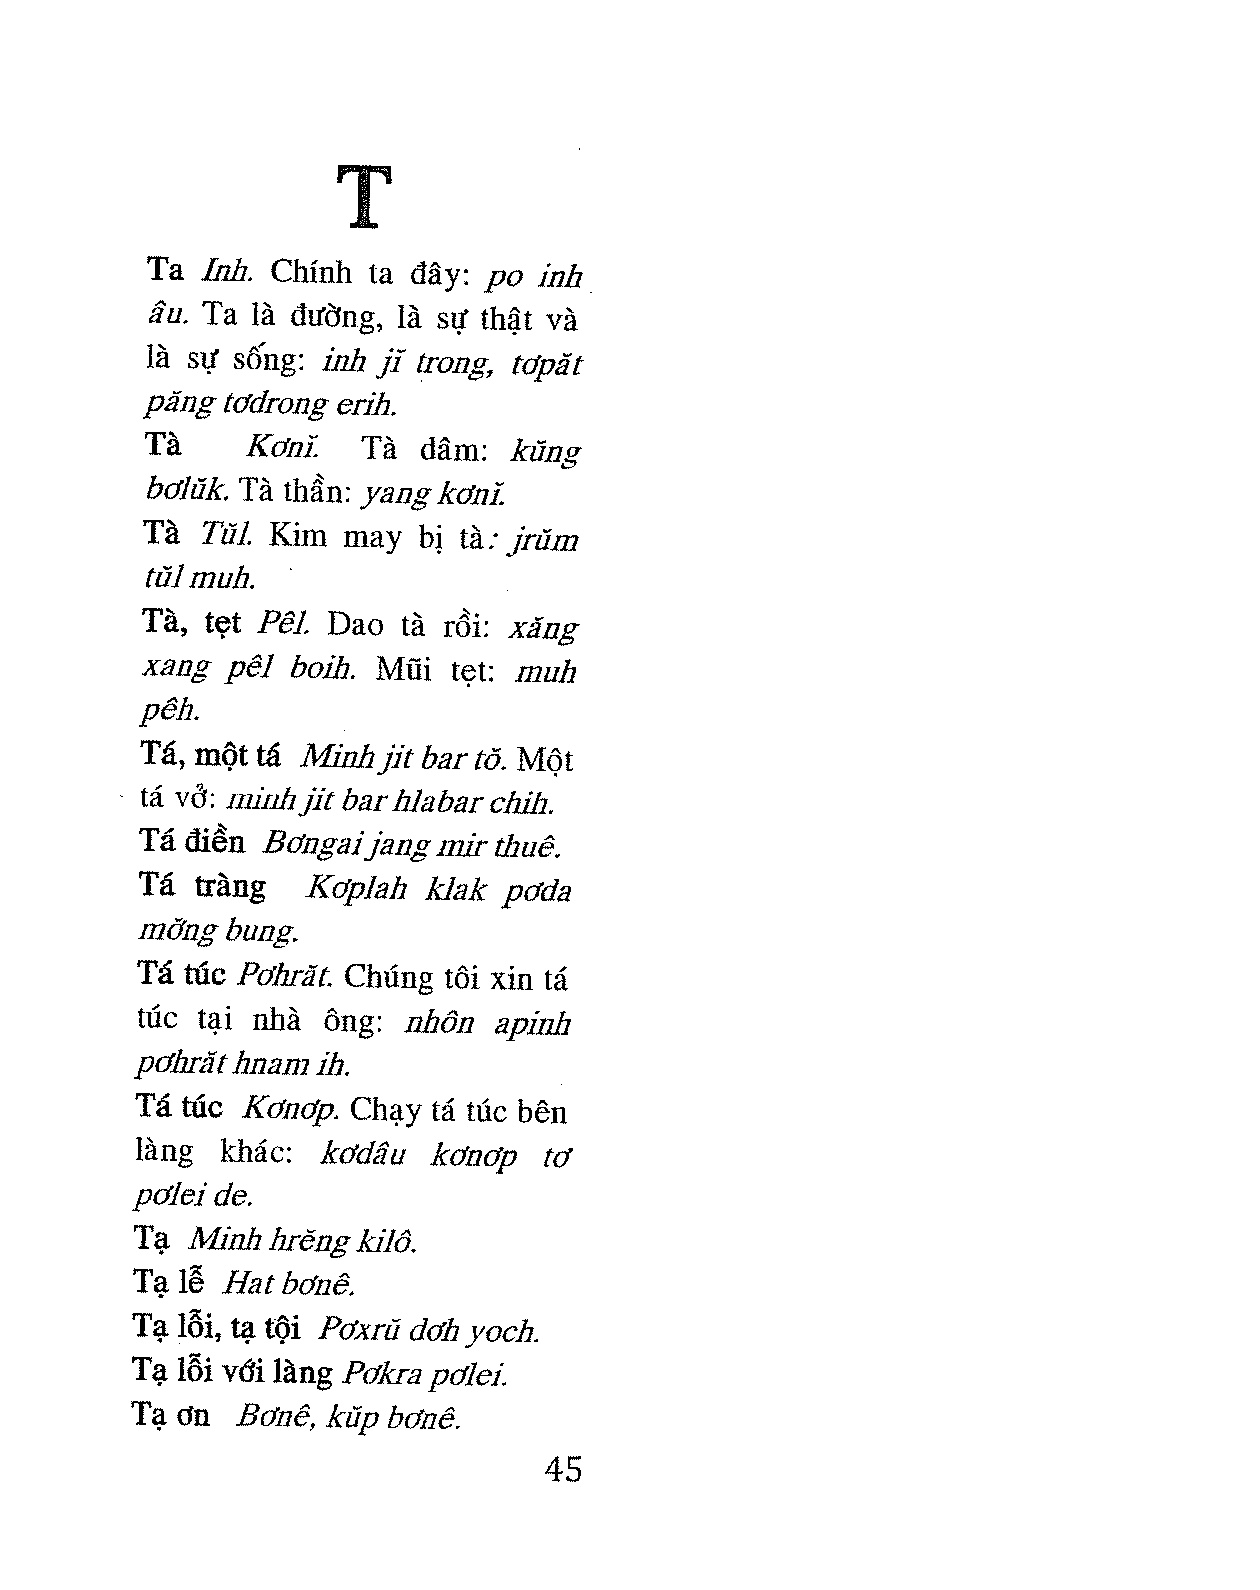 T
Ta Inh. Chính ta đây: po inh
âu. Ta là đường, là sự thật và
là sự sống: inh jĭ trong, tơpăt
păng tơdrong erih.
Tà Kơnĭ. Tà dâm: kŭng
bơlŭk. Tà thần: yang kơnĭ.
Tà Tŭl. Kim may bị tà: jrŭm
tŭl muh.
Tà, tẹt Pêl. Dao tà rồi: xăng
xang pêl boih. Mũi tẹt: muh
pêh.
Tá, một tá Minh jit bar tŏ. Một
tá vở: minh jit bar hlabar chih.
Tá điền Bơngai jang mir thuê.
Tá tràng Kơplah klak pơda
mơ̆ng bung.
Tá túc Pơhrăt. Chúng tôi xin tá
túc tại nhà ông: nhôn apinh
pơhrăt hnam ih.
Tá túc Kơnơp. Chạy tá túc bên
làng khác: kơdâu kơnơp tơ
pơlei de.
Tạ Minh hrĕng kilô.
Tạ lễ Hat bơnê.
Tạ lỗi, tạ tội Pơxrŭ dơh yoch.
Tạ lỗi với làng Pơkra pơlei.
Tạ ơn Bơnê, kŭp bơnê.
45